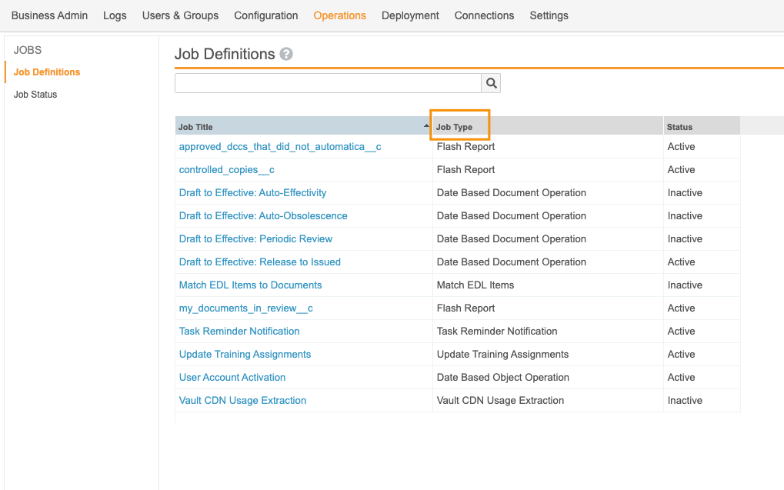 Business Admin Logs Users & Groups Configuration Operations Deployment Connections Settings
JOBS
Job Definitions
Job Status
Job Definitions ?
Job Title Job Type Status
approved_dccs_that_did_not_automatica__c Flash Report Active
controlled_copies__c Flash Report Active
Draft to Effective: Auto-Effectivity Date Based Document Operation Inactive
Draft to Effective: Auto-Obsolescence Date Based Document Operation Active
Draft to Effective: Periodic Review Date Based Document Operation Inactive
Draft to Effective: Release to Issued Date Based Document Operation Active
Match EDL Items to Documents Match EDL Items Inactive
my_documents_in_review__c Flash Report Active
Task Reminder Notification Task Reminder Notification Active
Update Training Assignments Update Training Assignments Active
User Account Activation Date Based Object Operation Active
Vault CDN Usage Extraction Vault CDN Usage Extraction Inactive